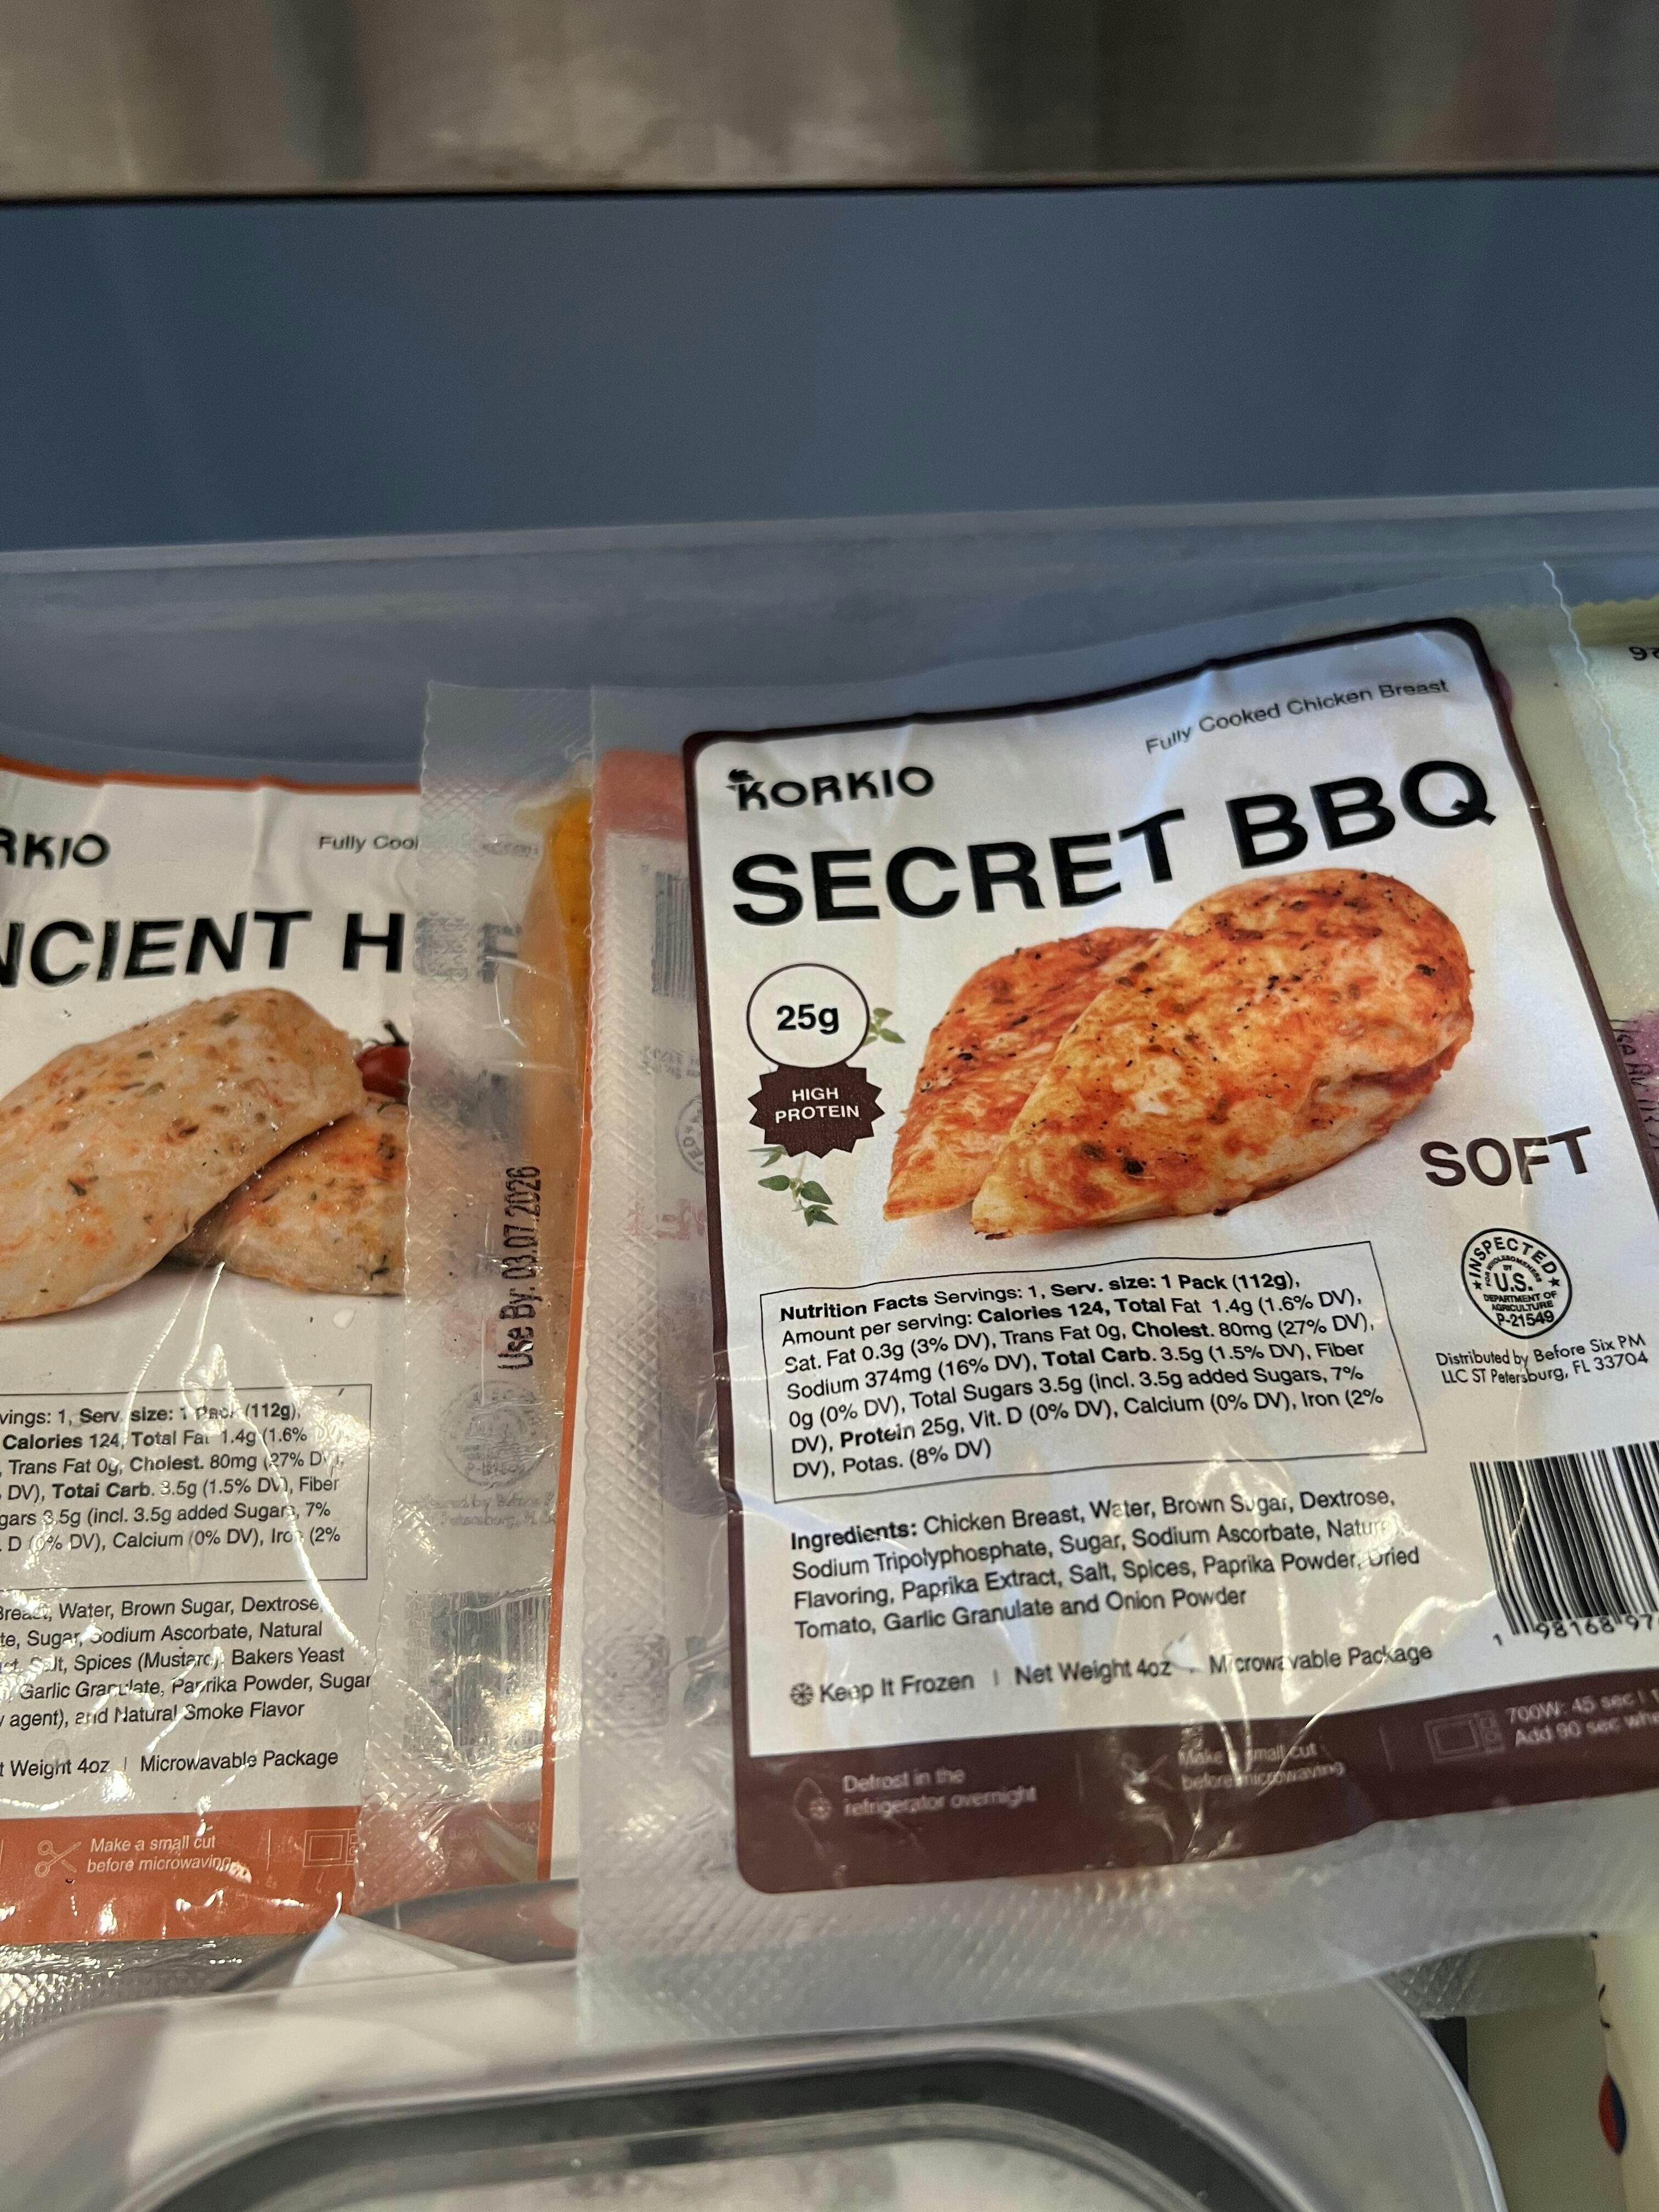 RKIO
Fully Cool
NCIENT H
Use By: 03.07.2026
vings: 1, Serv. size: 1 Pack (112g),
Calories 124, Total Fat 1.4g (1.6%
, Trans Fat 0g, Cholest. 80mg (27% DV),
DV), Total Carb. 3.5g (1.5% DV), Fiber
gars 3.5g (incl. 3.5g added Sugars, 7%
. D (0% DV), Calcium (0% DV), Iron (2%
Breast, Water, Brown Sugar, Dextrose,
te, Sugar, Sodium Ascorbate, Natural
Salt, Spices (Mustard), Bakers Yeast
Garlic Granulate, Paprika Powder, Sugar
agent), and Natural Smoke Flavor
t Weight 4oz | Microwavable Package
Make a small cut
before microwaving
KORKIO
Fully Cooked Chicken Breast
SECRET BBQ
25g
HIGH
PROTEIN
SOFT
INSPECTED
FOR WHOLESOMENESS
BY
U.S.
DEPARTMENT OF
AGRICULTURE
P-21549
Distributed by Before Six PM
LLC ST Petersburg, FL 33704
Nutrition Facts Servings: 1, Serv. size: 1 Pack (112g),
Amount per serving: Calories 124, Total Fat 1.4g (1.6% DV),
Sat. Fat 0.3g (3% DV), Trans Fat 0g, Cholest. 80mg (27% DV),
Sodium 374mg (16% DV), Total Carb. 3.5g (1.5% DV), Fiber
0g (0% DV), Total Sugars 3.5g (incl. 3.5g added Sugars, 7%
DV), Protein 25g, Vit. D (0% DV), Calcium (0% DV), Iron (2%
DV), Potas. (8% DV)
Ingredients: Chicken Breast, Water, Brown Sugar, Dextrose,
Sodium Tripolyphosphate, Sugar, Sodium Ascorbate, Natural
Flavoring, Paprika Extract, Salt, Spices, Paprika Powder, Dried
Tomato, Garlic Granulate and Onion Powder
Keep It Frozen | Net Weight 4oz Microwavable Package
1 98168 97
Defrost in the
refrigerator overnight
Make a small cut
before microwaving
700W: 45 sec |
Add 90 sec